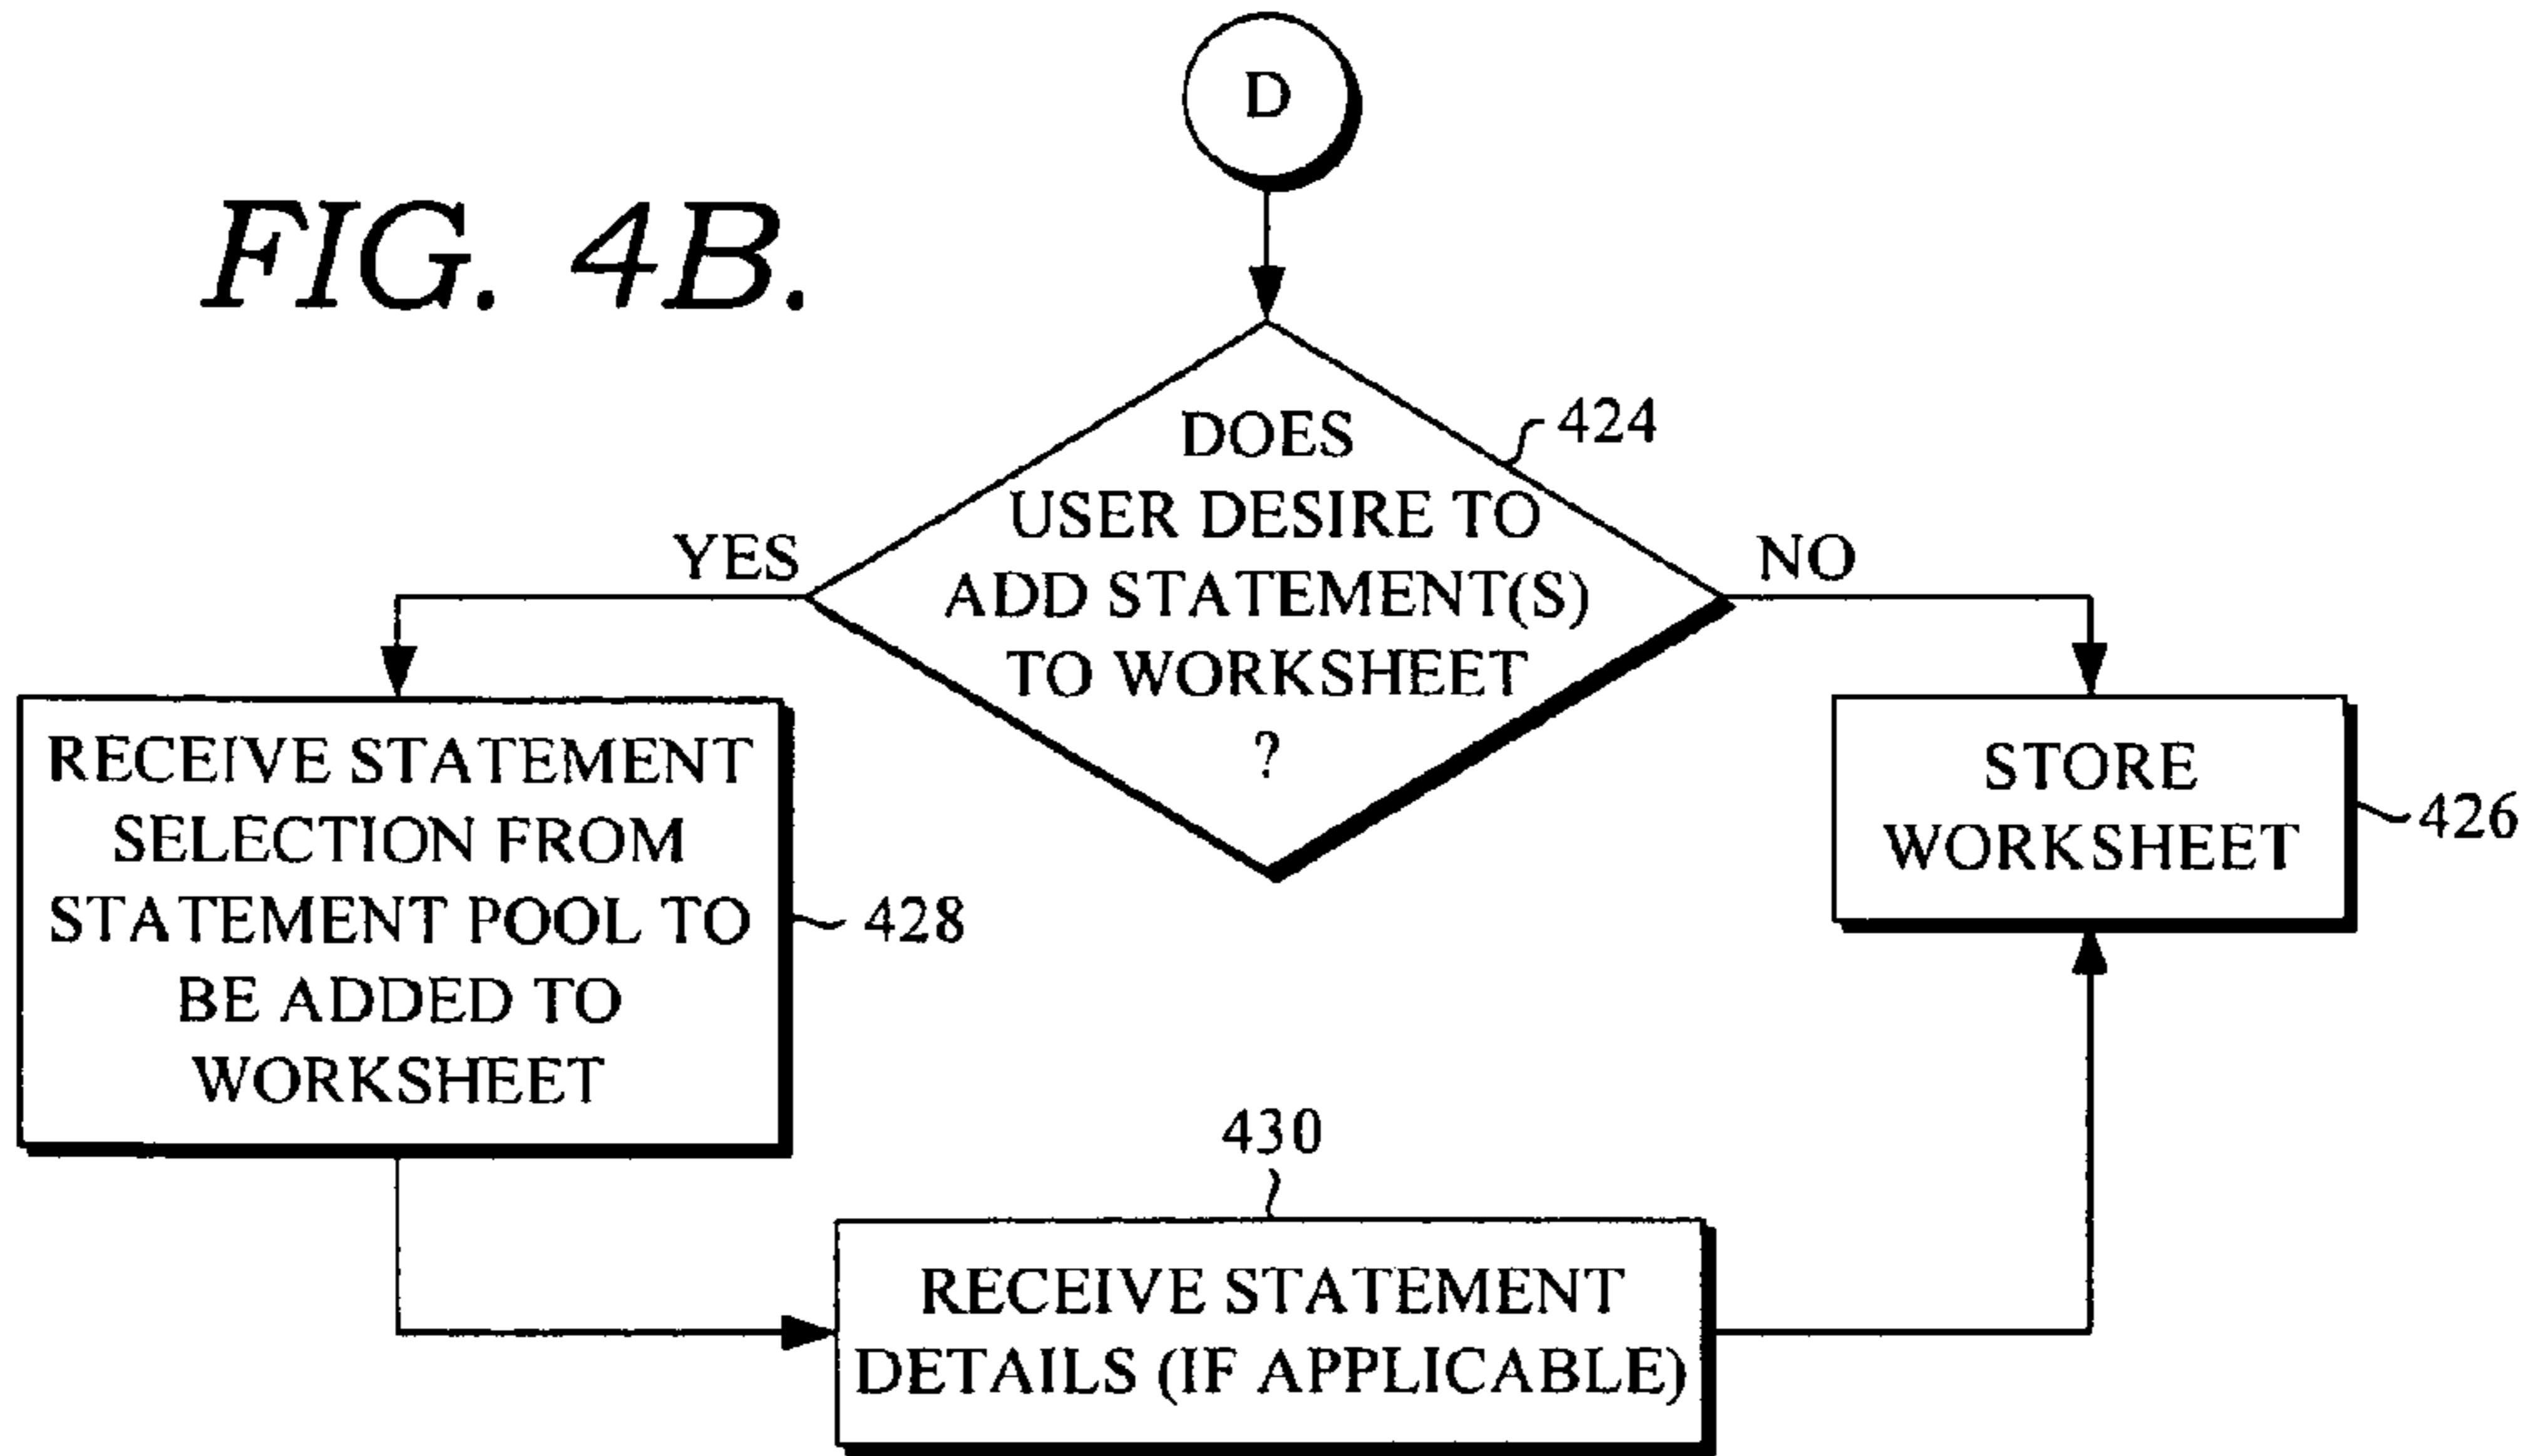 FIG. 4B.
D
DOES
USER DESIRE TO
ADD STATEMENT(S)
TO WORKSHEET
?
424
YES
NO
RECEIVE STATEMENT
SELECTION FROM
STATEMENT POOL TO
BE ADDED TO
WORKSHEET
428
STORE
WORKSHEET
426
430
RECEIVE STATEMENT
DETAILS (IF APPLICABLE)